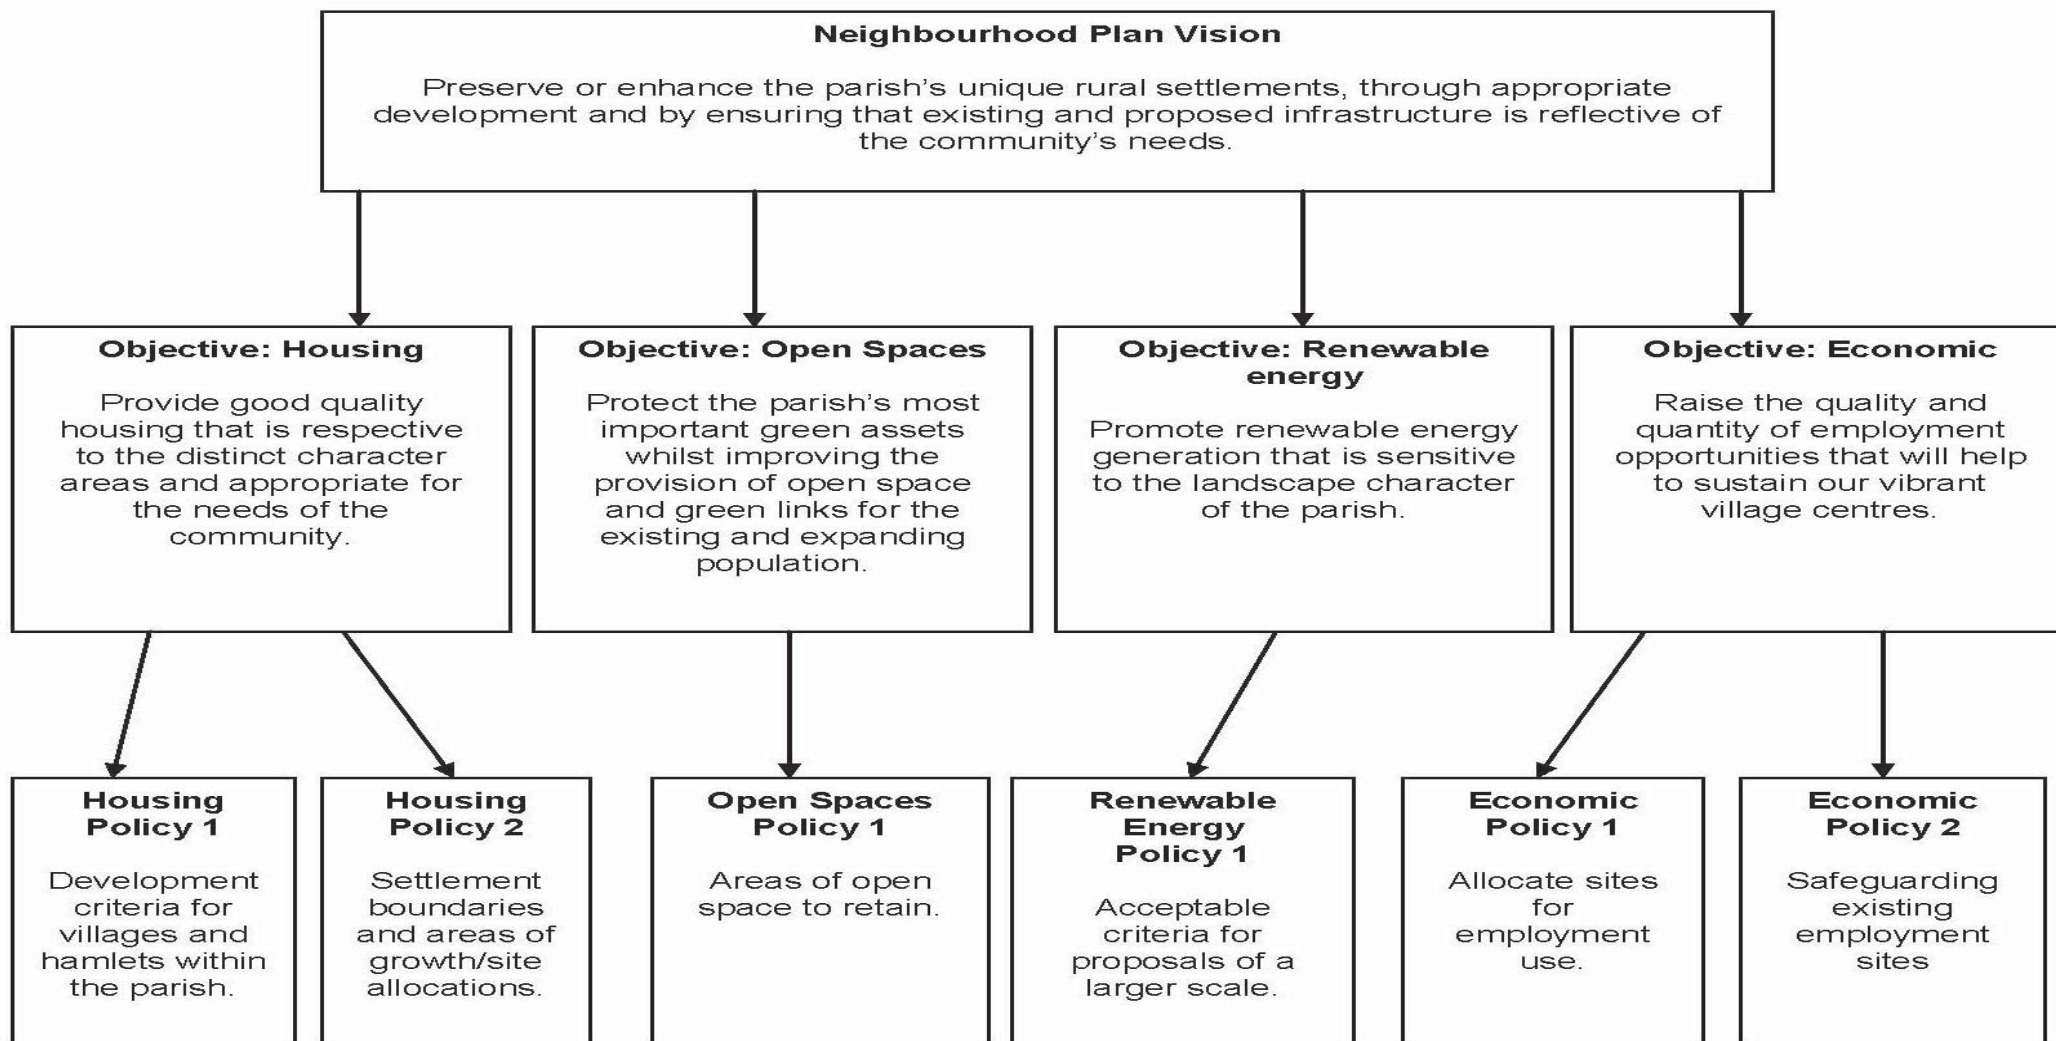 Neighbourhood Plan Vision
Preserve or enhance the parish's unique rural settlements, through appropriate
development and by ensuring that existing and proposed infrastructure is reflective of
the community's needs.
Objective: Housing
Provide good quality
housing that is respective
to the distinct character
areas and appropriate for
the needs of the
community.
Objective: Open Spaces
Protect the parish's most
important green assets
whilst improving the
provision of open space
and green links for the
existing and expanding
population.
Objective: Renewable
energy
Promote renewable energy
generation that is sensitive
to the landscape character
of the parish.
Objective: Economic
Raise the quality and
quantity of employment
opportunities that will help
to sustain our vibrant
village centres.
Housing
Policy 1
Development
criteria for
villages and
hamlets within
the parish.
Housing
Policy 2
Settlement
boundaries
and areas of
growth/site
allocations.
Open Spaces
Policy 1
Areas of open
space to retain.
Renewable
Energy
Policy 1
Acceptable
criteria for
proposals of a
larger scale.
Economic
Policy 1
Allocate sites
for
employment
use.
Economic
Policy 2
Safeguarding
existing
employment
sites